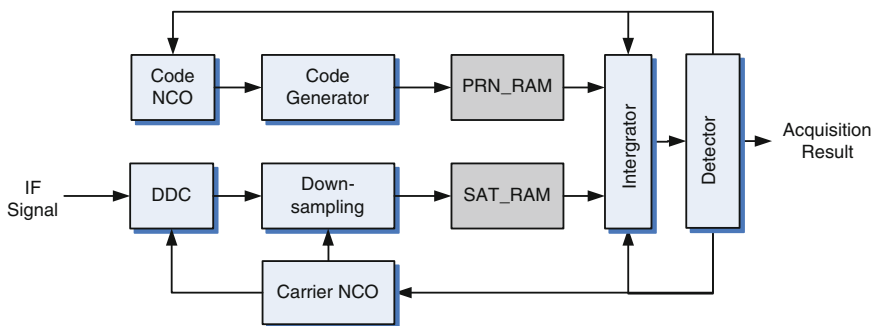 Code
NCO
Code
Generator
PRN_RAM
Intergrator
Detector
Acquisition
Result
IF
Signal
DDC
Down-
sampling
SAT_RAM
Carrier NCO